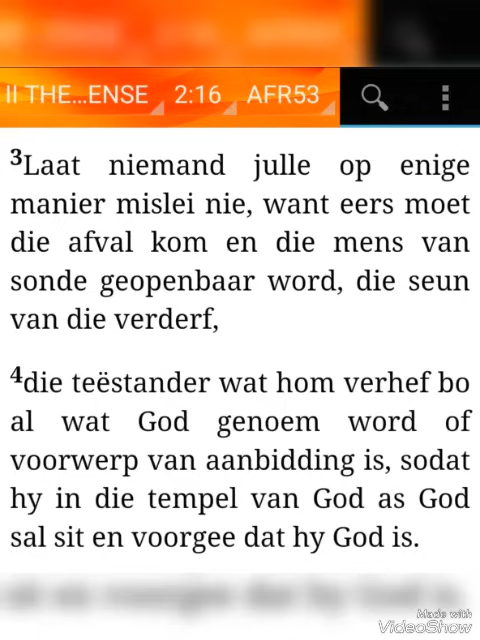 II THE...ENSE 2:16 AFR53
3Laat niemand julle op enige
manier mislei nie, want eers moet
die afval kom en die mens van
sonde geopenbaar word, die seun
van die verderf,
4die teëstander wat hom verhef bo
al wat God genoem word of
voorwerp van aanbidding is, sodat
hy in die tempel van God as God
sal sit en voorgee dat hy God is.
Made with
VideoShow